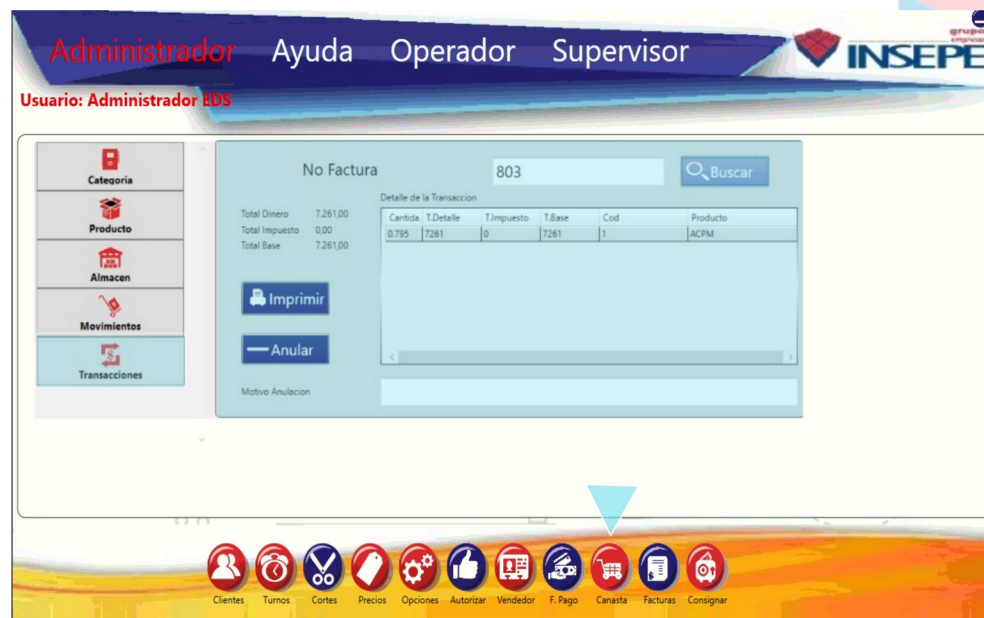 grupo
Administrador Ayuda Operador Supervisor
INSEPE
Usuario: Administrador EDS
Categoria
Producto
Almacen
Movimientos
Transacciones
No Factura 803 Buscar
Detalle de la Transaccion
Total Dinero 7.261,00
Total Impuesto 0,00
Total Base 7.261,00
Cantida T.Detalle T.Impuesto T.Base Cod Producto
0.795 7261 0 7261 1 ACPM
Imprimir
Anular
Motivo Anulacion
Clientes Turnos Cortes Precios Opciones Autorizar Vendedor F. Pago Canasta Facturas Consignar